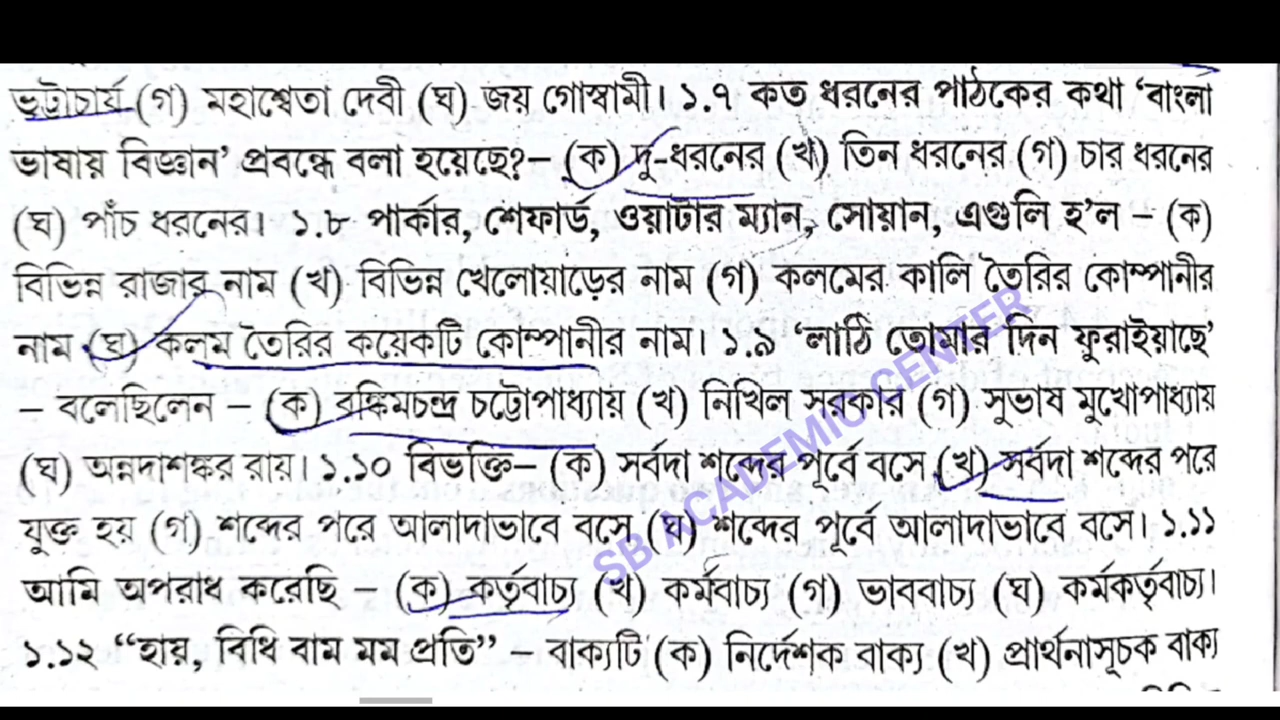 ভট্টাচার্য (গ) মহাশ্বেতা দেবী (ঘ) জয় গোস্বামী। ১.৭ কত ধরনের পাঠকের কথা ‘বাংলা
ভাষায় বিজ্ঞান’ প্রবন্ধে বলা হয়েছে?– (ক) দু-ধরনের (খ) তিন ধরনের (গ) চার ধরনের
(ঘ) পাঁচ ধরনের। ১.৮ পার্কার, শেফার্ড, ওয়াটার ম্যান, সোয়ান, এগুলি হ’ল – (ক)
বিভিন্ন রাজার নাম (খ) বিভিন্ন খেলোয়াড়ের নাম (গ) কলমের কালি তৈরির কোম্পানীর
নাম (ঘ) কলম তৈরির কয়েকটি কোম্পানীর নাম। ১.৯ ‘লাঠি তোমার দিন ফুরাইয়াছে’
– বলেছিলেন – (ক) বঙ্কিমচন্দ্র চট্টোপাধ্যায় (খ) নিখিল সরকার (গ) সুভাষ মুখোপাধ্যায়
(ঘ) অন্নদাশঙ্কর রায়। ১.১০ বিভক্তি– (ক) সর্বদা শব্দের পূর্বে বসে (খ) সর্বদা শব্দের পরে
যুক্ত হয় (গ) শব্দের পরে আলাদাভাবে বসে (ঘ) শব্দের পূর্বে আলাদাভাবে বসে। ১.১১
আমি অপরাধ করেছি – (ক) কর্তৃবাচ্য (খ) কর্মবাচ্য (গ) ভাববাচ্য (ঘ) কর্মকর্তৃবাচ্য।
১.১২ “হায়, বিধি বাম মম প্রতি” – বাক্যটি (ক) নির্দেশক বাক্য (খ) প্রার্থনাসূচক বাক্য
SB ACADEMIC CENTER